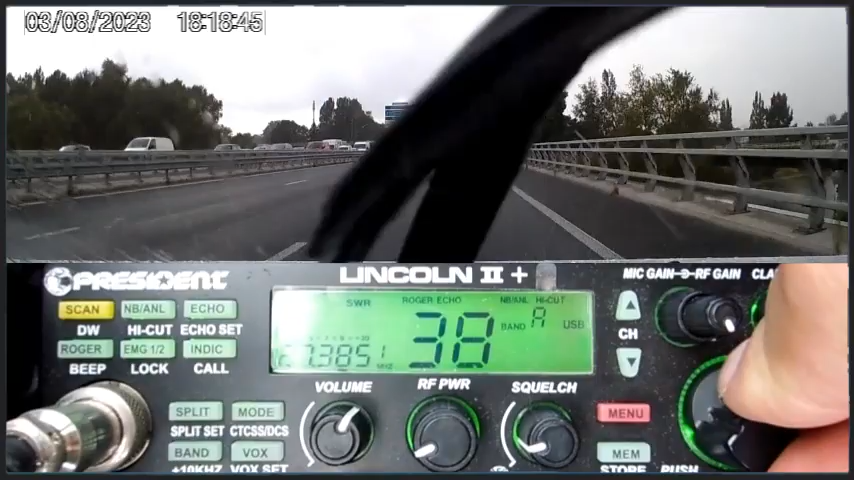 03/08/2023 18:18:45
PRESIDENT LINCOLN II + MIC GAIN RF GAIN
SCAN NB/ANL ECHO
DW HI-CUT ECHO SET
ROGER EMG 1/2 INDIC
BEEP LOCK CALL
SWR ROGER ECHO NB/ANL HI-CUT
38 BAND A USB
27.3851
CH
VOLUME RF PWR SQUELCH
SPLIT MODE MENU
SPLIT SET CTCSS/DCS
BAND VOX MEM
+10KHZ VOX SET STORE PUSH